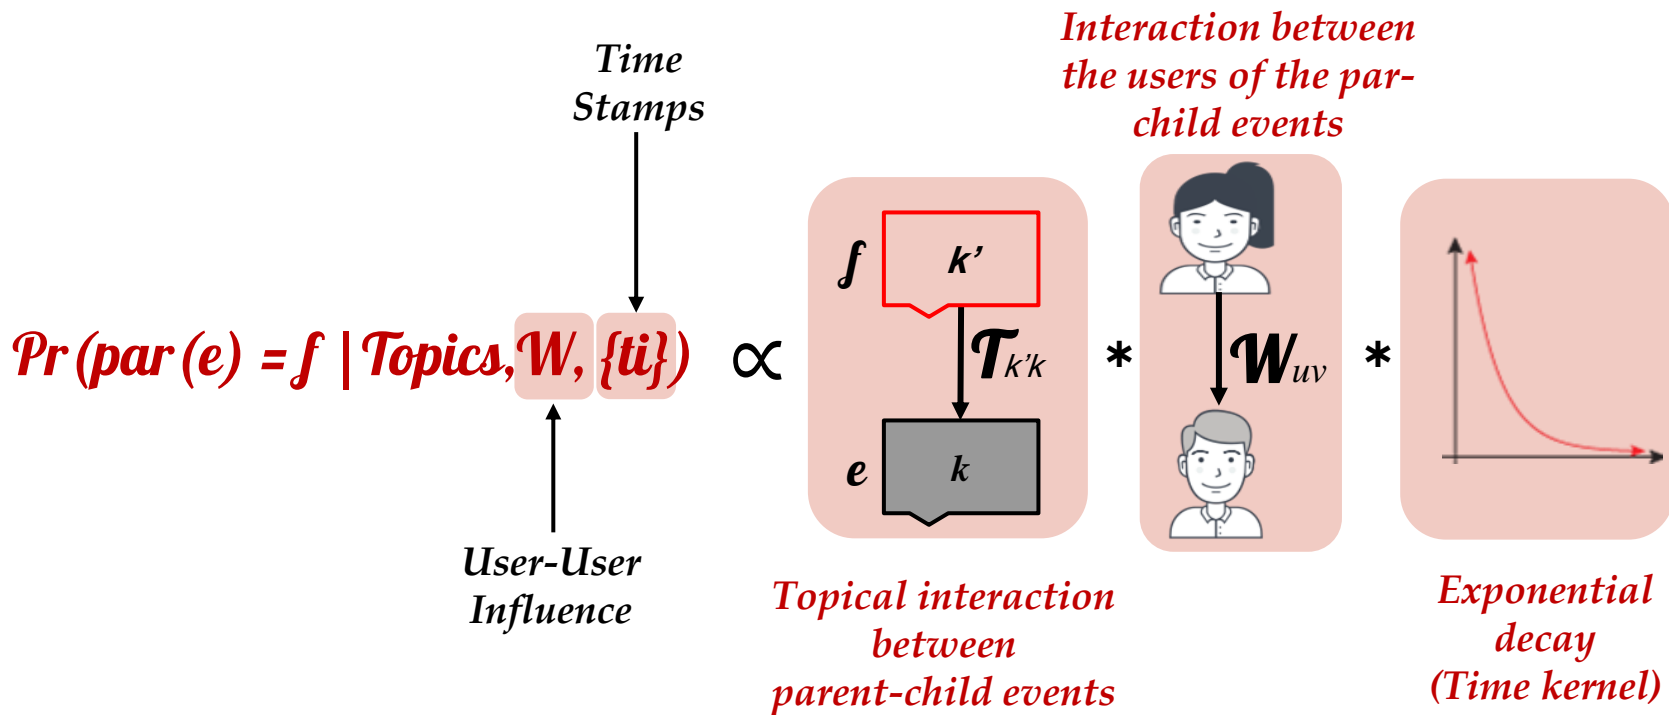 Time
Stamps
Interaction between
the users of the par-
child events
f
k’
Pr(par(e) = f | Topics, W, {ti}) ∝
T k’k
*
W uv
*
e
k
User-User
Influence
Topical interaction
between
parent-child events
Exponential
decay
(Time kernel)